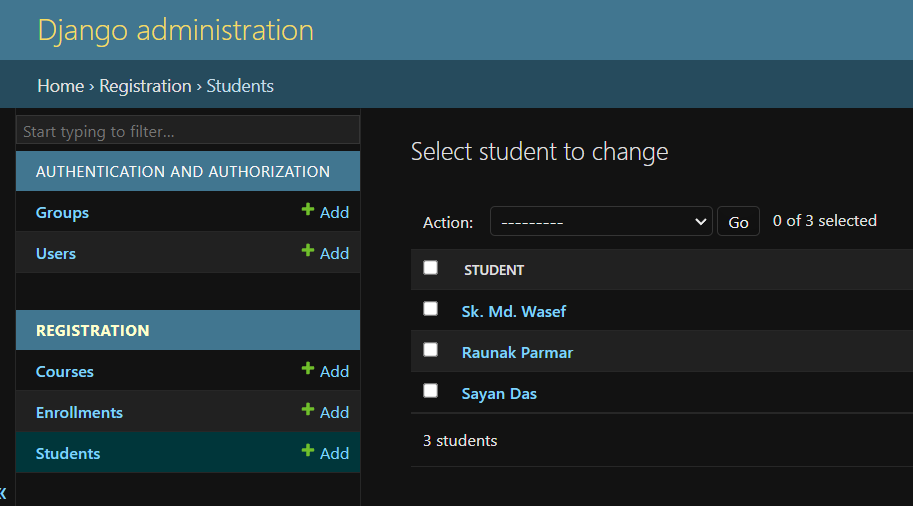 Django administration
Home › Registration › Students
Start typing to filter...
AUTHENTICATION AND AUTHORIZATION
Groups + Add
Users + Add
REGISTRATION
Courses + Add
Enrollments + Add
Students + Add
«
Select student to change
Action: --------- Go 0 of 3 selected
STUDENT
Sk. Md. Wasef
Raunak Parmar
Sayan Das
3 students